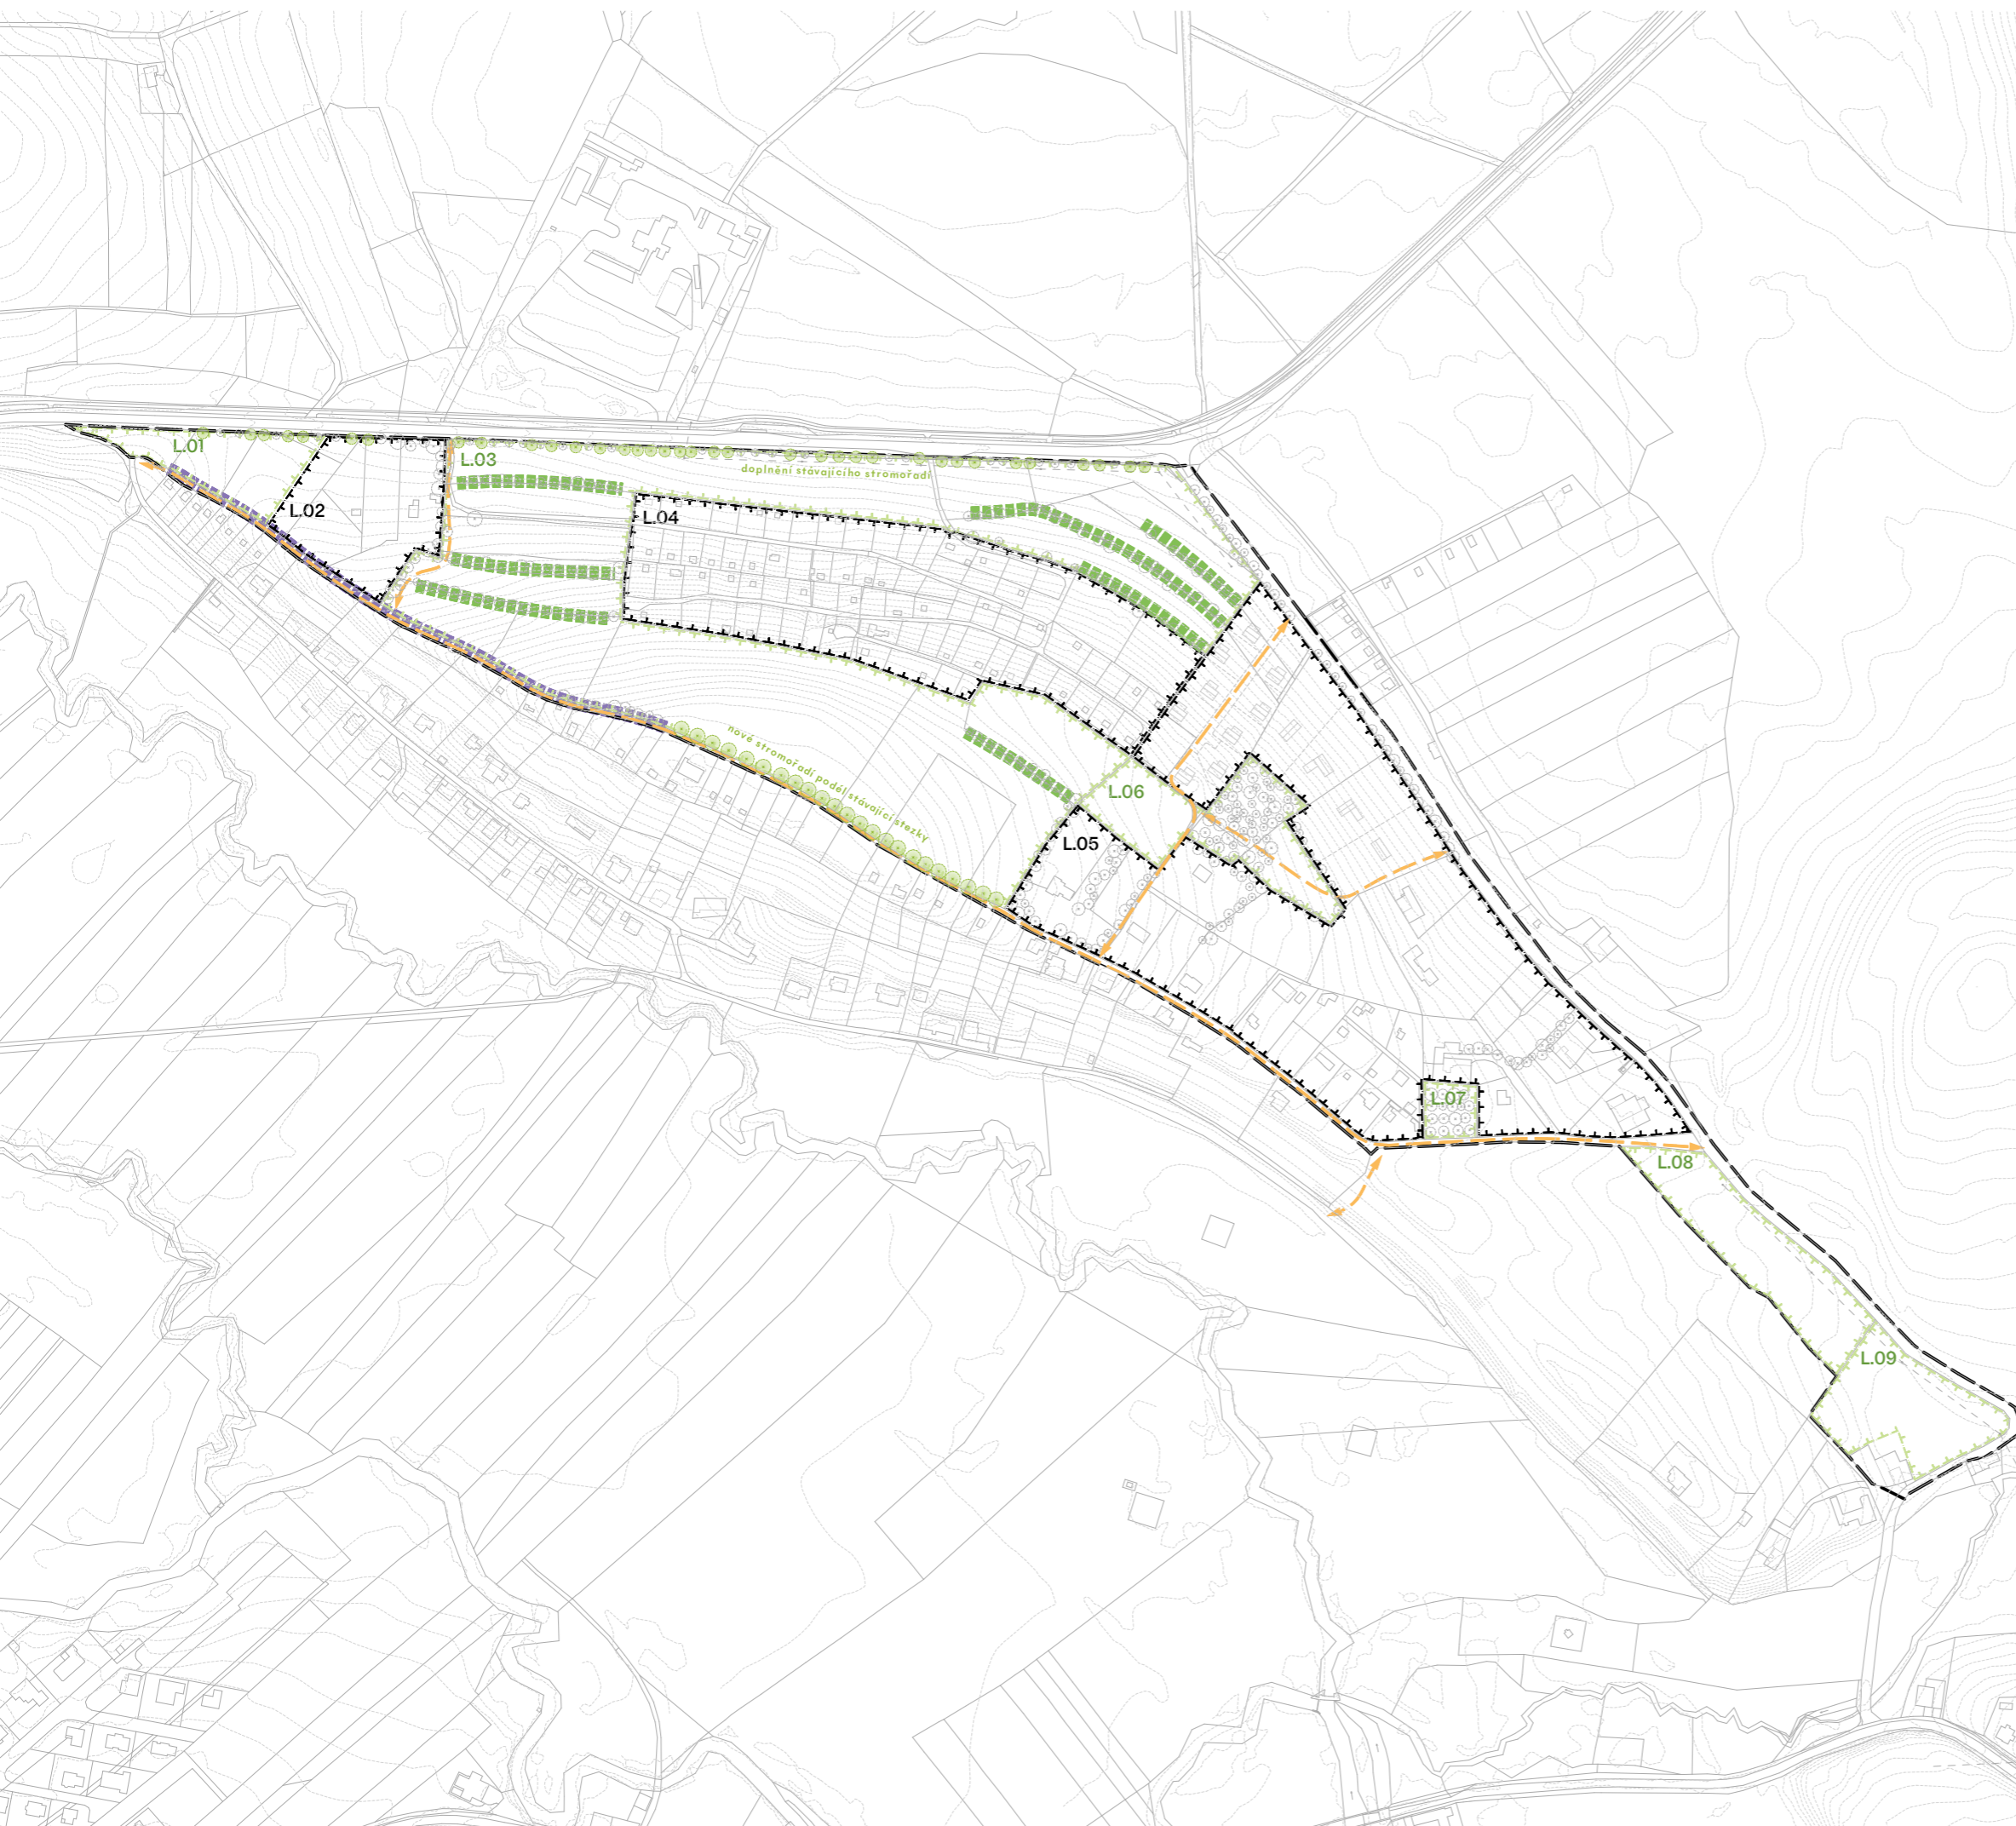 L.01
L.03
doplnění stávajícího stromořadí
L.02
L.04
nové stromořadí podél stávající stezky
L.06
L.05
L.07
L.08
L.09